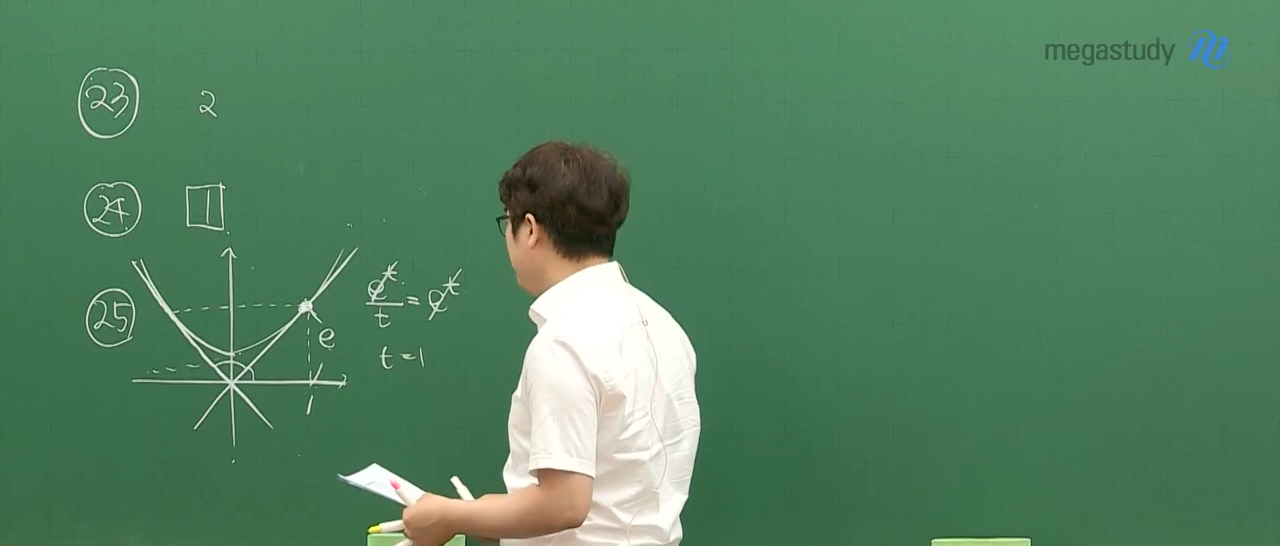 megastudy
23 2
24 1
25
e
1
e^t/t = e^t
t=1